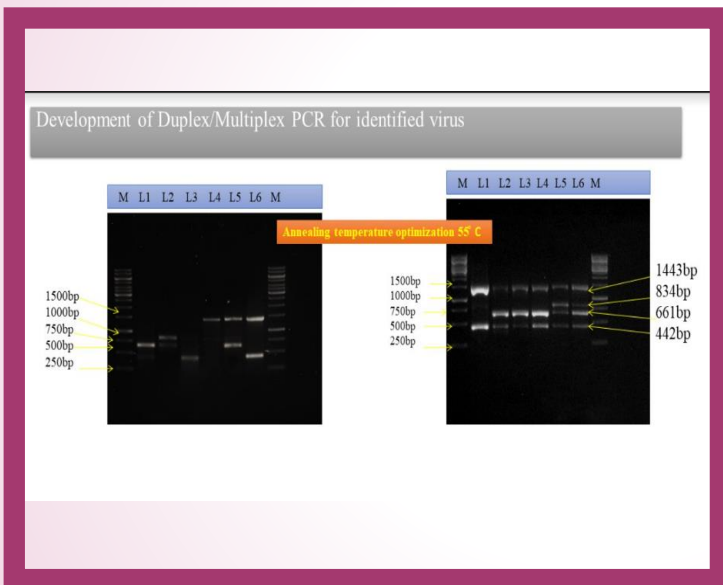 Development of Duplex/Multiplex PCR for identified virus
M L1 L2 L3 L4 L5 L6 M
M L1 L2 L3 L4 L5 L6 M
Annealing temperature optimization 55° C
1500bp
1000bp
750bp
500bp
250bp
1500bp
1000bp
750bp
500bp
250bp
1443bp
834bp
661bp
442bp